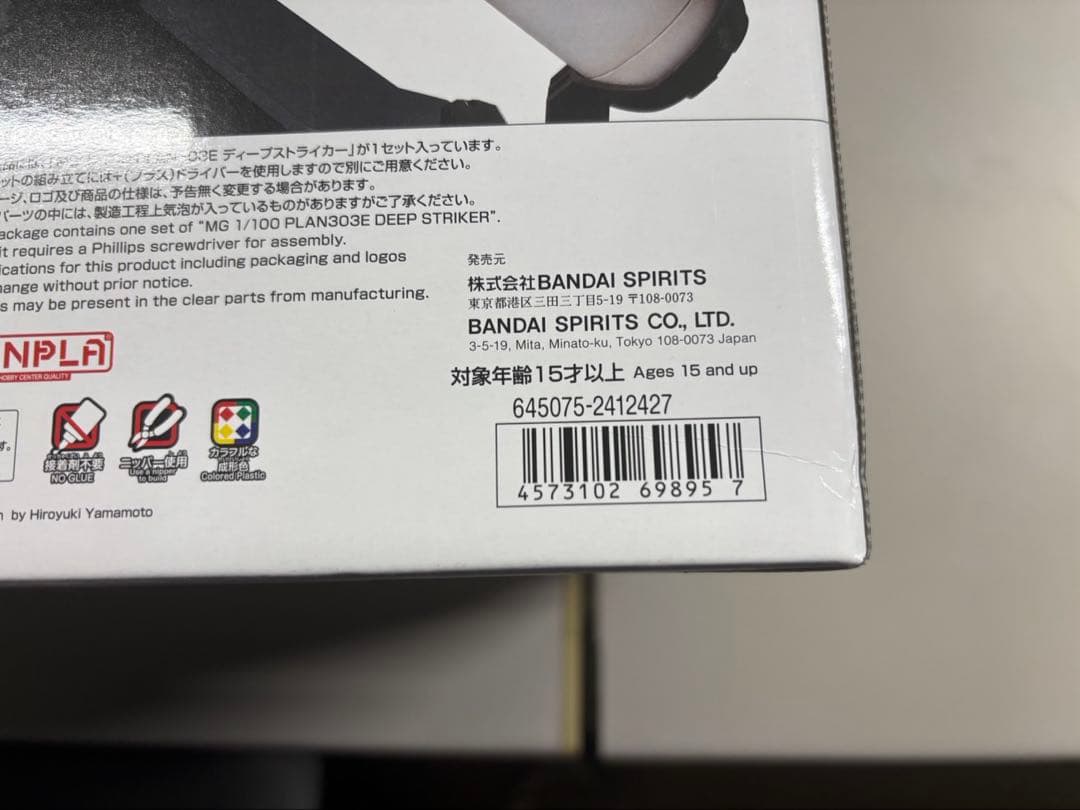 03E ディープストライカー」が1セット入っています。
ットの組み立てには+(プラス)ドライバーを使用しますので別にご用意ください。
ージ、ロゴ及び商品の仕様は、予告無く変更する場合があります。
パーツの中には、製造工程上気泡が入っているものがありますがご了承ください。
ackage contains one set of “MG 1/100 PLAN303E DEEP STRIKER”.
it requires a Phillips screwdriver for assembly.
ications for this product including packaging and logos
hange without prior notice.
s may be present in the clear parts from manufacturing.
発売元
株式会社BANDAI SPIRITS
東京都港区三田三丁目5-19 〒108-0073
BANDAI SPIRITS CO., LTD.
3-5-19, Mita, Minato-ku, Tokyo 108-0073 Japan
対象年齢15才以上 Ages 15 and up
645075-2412427
4573102 698957
NPLA
HOBBY CENTER QUALITY
す。
接着剤不要
NO GLUE
ニッパー使用
Use a nipper
to build
カラフルな
成形色
Colored Plastic
by Hiroyuki Yamamoto